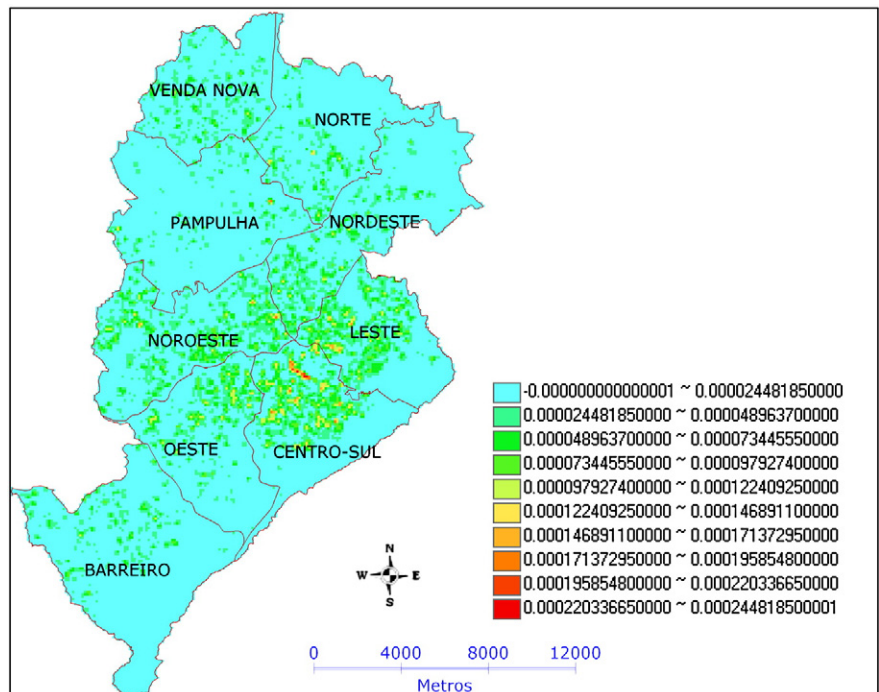 VENDA NOVA
NORTE
PAMPULHA
NORDESTE
NOROESTE
LESTE
OESTE
CENTRO-SUL
BARREIRO
N
W E
S
-0.000000000000001 ~ 0.000024481850000
0.000024481850000 ~ 0.000048963700000
0.000048963700000 ~ 0.000073445550000
0.000073445550000 ~ 0.000097927400000
0.000097927400000 ~ 0.000122409250000
0.000122409250000 ~ 0.000146891100000
0.000146891100000 ~ 0.000171372950000
0.000171372950000 ~ 0.000195854800000
0.000195854800000 ~ 0.000220336650000
0.000220336650000 ~ 0.000244818500001
0 4000 8000 12000
Metros